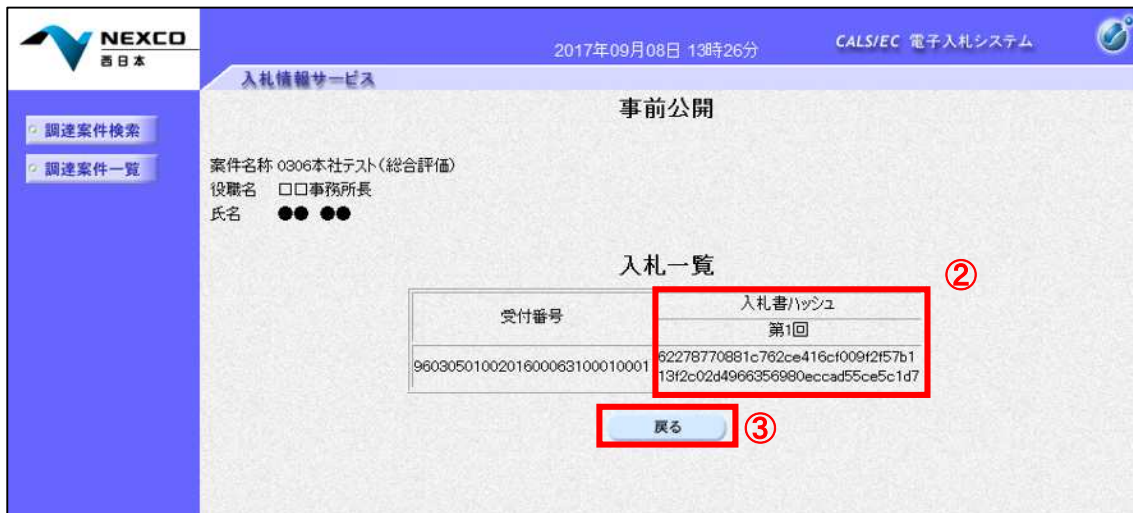 NEXCO
西日本
2017年09月08日 13時26分
CALS/EC 電子入札システム
入札情報サービス
調達案件検索
調達案件一覧
事前公開
案件名称 0306本社テスト(総合評価)
役職名 口口事務所長
氏名 ●● ●●
入札一覧
②
受付番号
入札書ハッシュ
第1回
96030501002016000631000​10001
62278770881c762ce416cf009f2f57b1
13f2c02d4966356980eccad55ce5c1d7
戻る
③